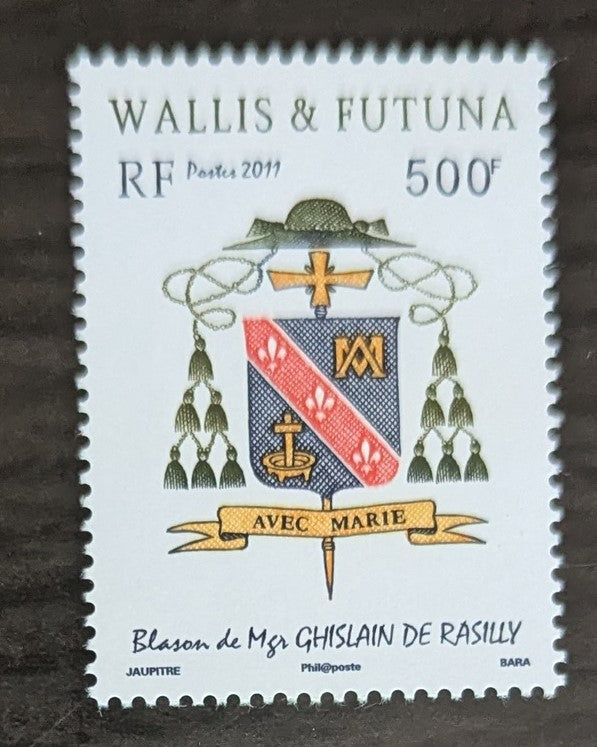 WALLIS & FUTUNA
RF Postes 2011 500F
AVEC MARIE
Blason de Mgr GHISLAIN DE RASILLY
JAUPITRE Phil@poste BARA